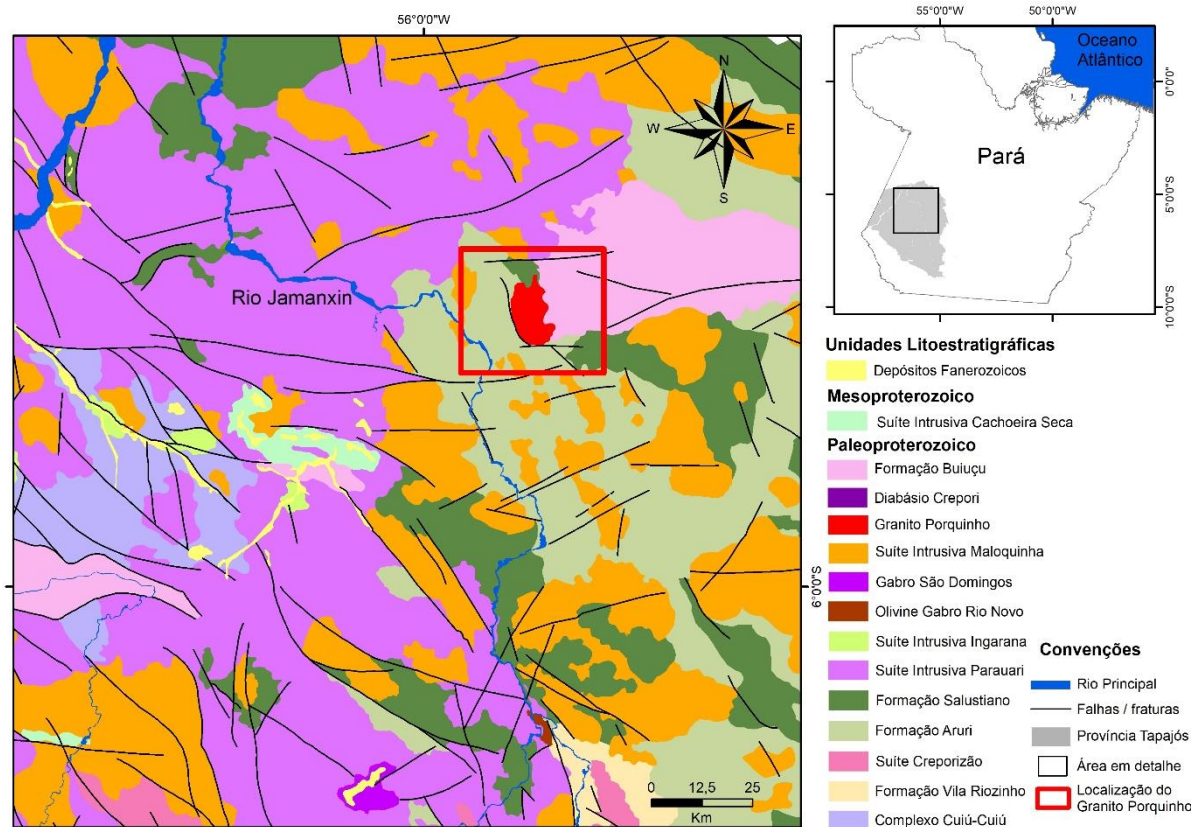 56°0'0"W
6°0'0"S
N
W
E
S
Rio Jamanxin
0
12,5
25
Km
55°0'0"W
50°0'0"W
0°0'0"
5°0'0"S
10°0'0"S
Oceano
Atlântico
Pará
Unidades Litoestratigráficas
Depósitos Fanerozoicos
Mesoproterozoico
Suíte Intrusiva Cachoeira Seca
Paleoproterozoico
Formação Buiuçu
Diabásio Crepori
Granito Porquinho
Suíte Intrusiva Maloquinha
Gabro São Domingos
Olivine Gabro Rio Novo
Suíte Intrusiva Ingarana
Suíte Intrusiva Parauari
Formação Salustiano
Formação Aruri
Suíte Creporizão
Formação Vila Riozinho
Complexo Cuiú-Cuiú
Convenções
Rio Principal
Falhas / fraturas
Província Tapajós
Área em detalhe
Localização do
Granito Porquinho